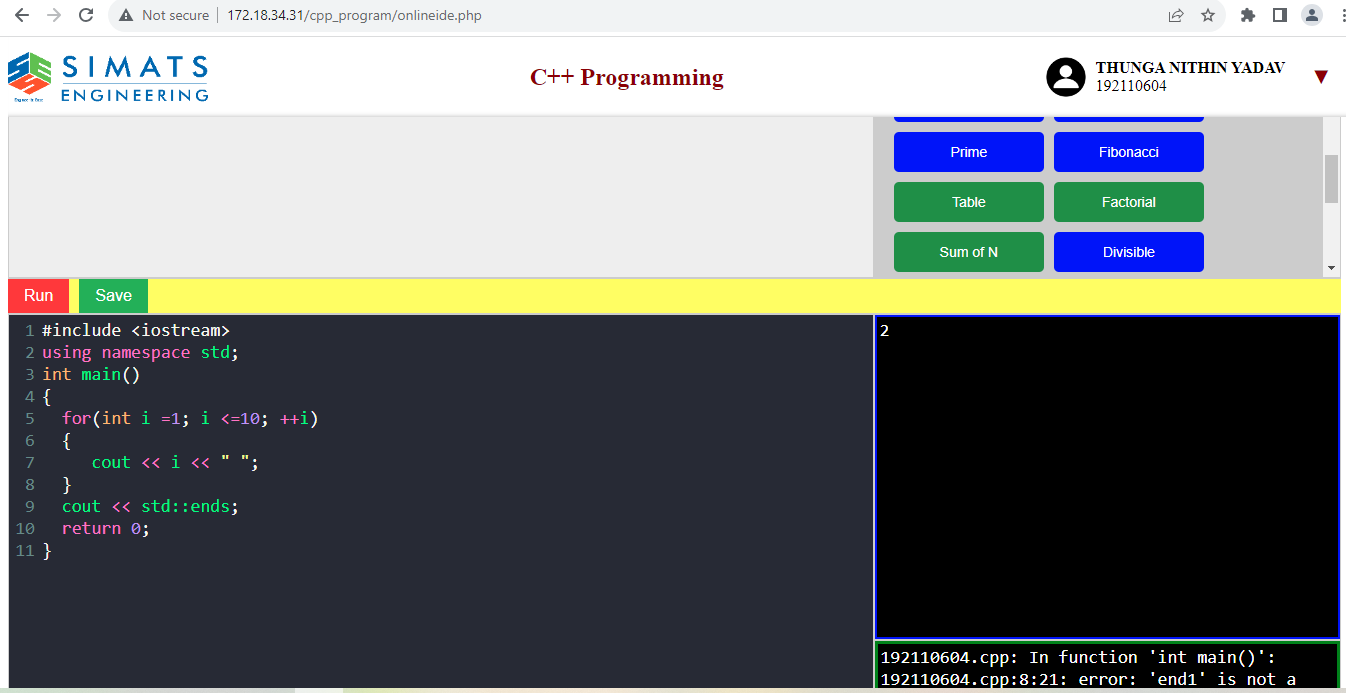 Not secure | 172.18.34.31/cpp_program/onlineide.php
SIMATS
ENGINEERING
C++ Programming
THUNGA NITHIN YADAV
192110604
Prime
Fibonacci
Table
Factorial
Sum of N
Divisible
Run
Save
1 #include <iostream>
2 using namespace std;
3 int main()
4 {
5   for(int i =1; i <=10; ++i)
6   {
7      cout << i << " ";
8   }
9   cout << std::ends;
10   return 0;
11 }
2
192110604.cpp: In function 'int main()':
192110604.cpp:8:21: error: 'end1' is not a